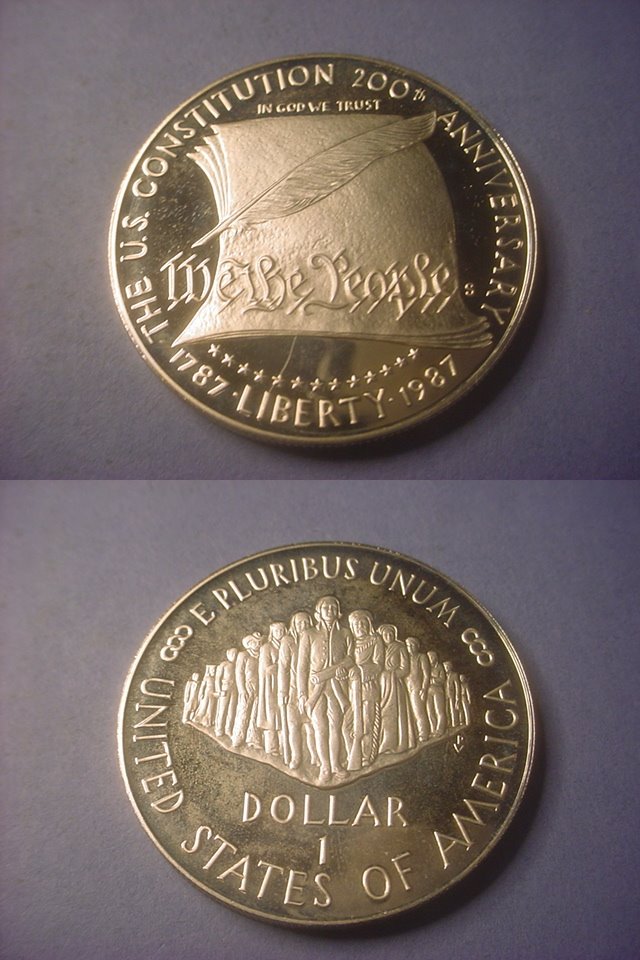 THE U.S. CONSTITUTION 200th ANNIVERSARY
IN GOD WE TRUST
We the People
S
1787 · LIBERTY · 1987
E PLURIBUS UNUM
UNITED STATES OF AMERICA
DOLLAR
1